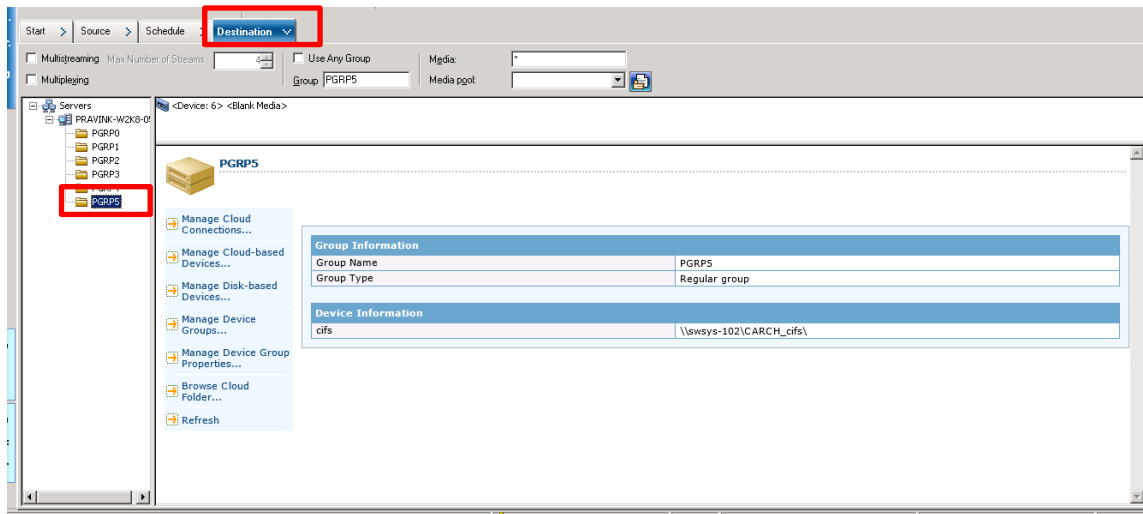 Start > Source > Schedule > Destination
Multistreaming Max Number of Streams 4 Use Any Group Media: *
Multiplexing Group PGRP5 Media pool:
Servers
PRAVINK-W2K8-0
PGRP0
PGRP1
PGRP2
PGRP3
PGRP5
<Device: 6> <Blank Media>
PGRP5
Manage Cloud
Connections...
Manage Cloud-based
Devices...
Manage Disk-based
Devices...
Manage Device
Groups...
Manage Device Group
Properties...
Browse Cloud
Folder...
Refresh
Group Information
Group Name PGRP5
Group Type Regular group
Device Information
cifs \\swsys-102\CARCH_cifs\